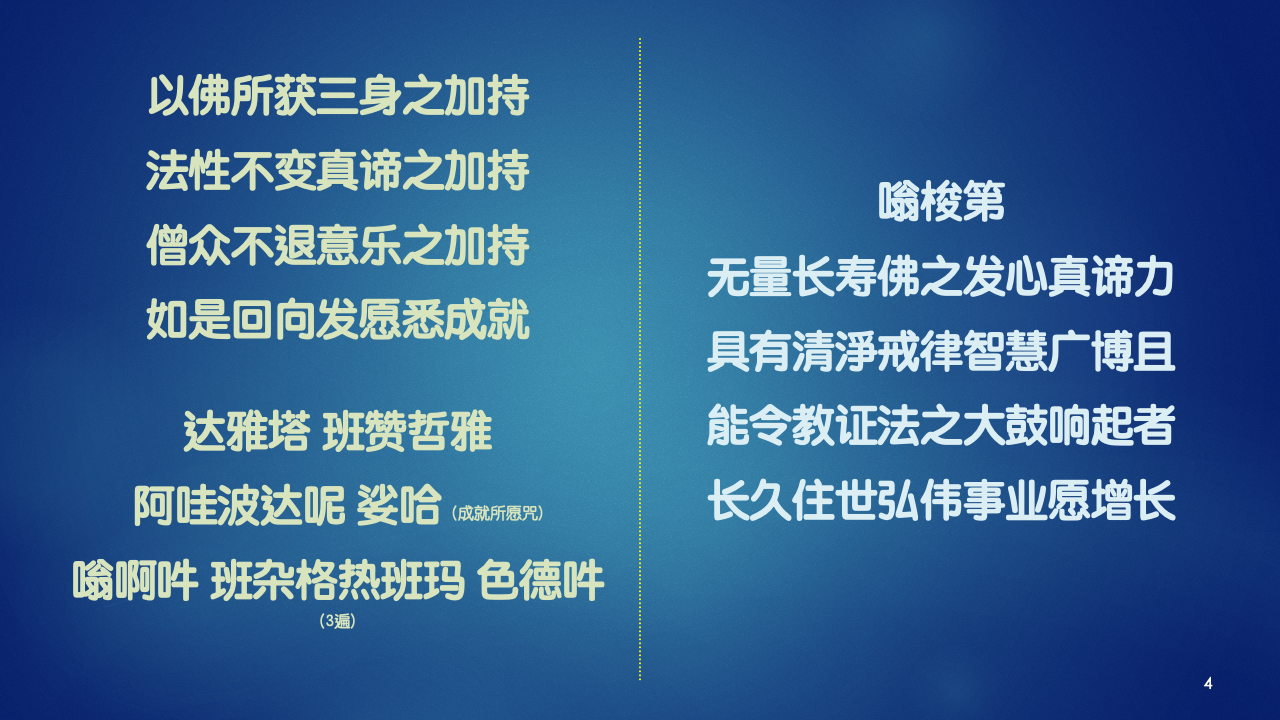 以佛所获三身之加持
法性不变真谛之加持
僧众不退意乐之加持
如是回向发愿悉成就
达雅塔 班赞哲雅
阿哇波达呢 娑哈（成就所愿咒）
嗡啊吽 班杂格热班玛 色德吽
（3遍）
嗡梭第
无量长寿佛之发心真谛力
具有清淨戒律智慧广博且
能令教证法之大鼓响起者
长久住世弘伟事业愿增长
4